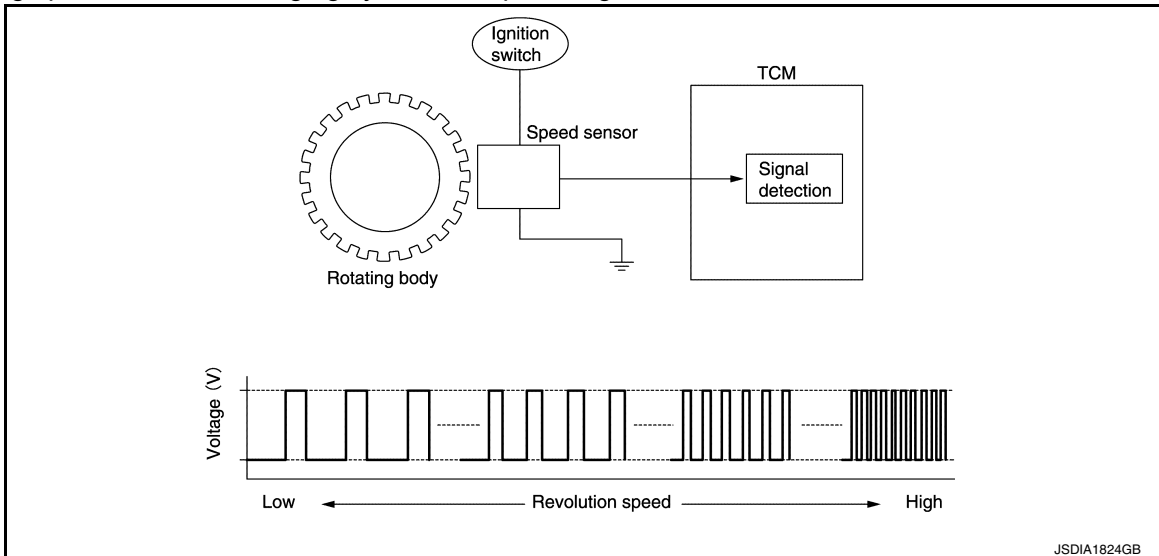 Ignition
switch
TCM
Speed sensor
Signal
detection
Rotating body
Voltage (V)
Low Revolution speed High
JSDIA1824GB